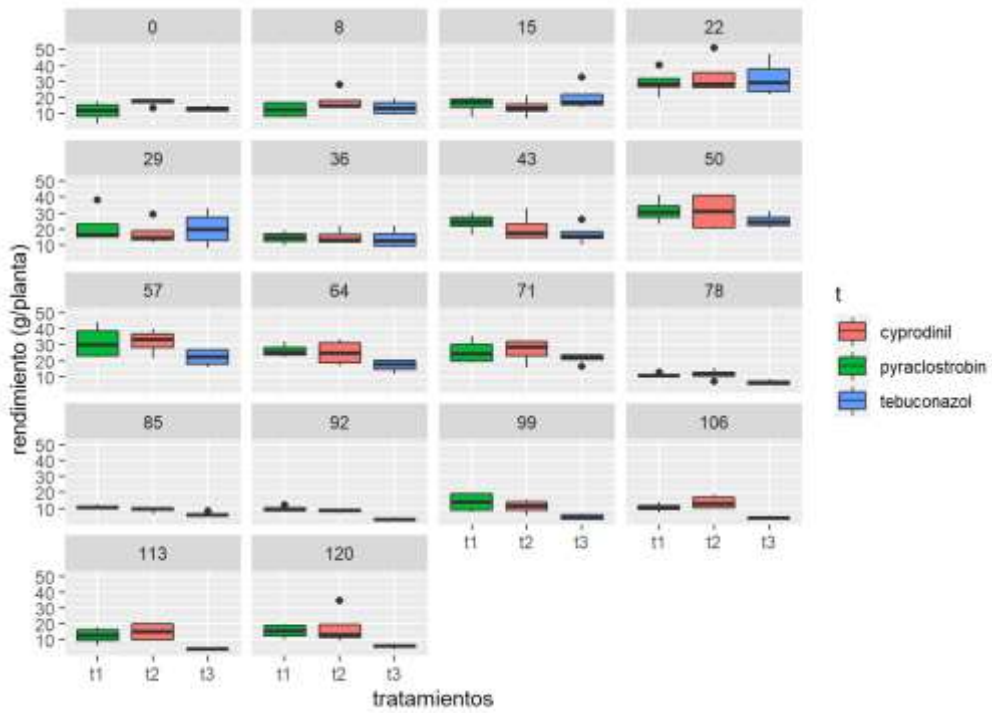 0 8 15 22
50
40
30
20
10
29 36 43 50
50
40
30
20
10
57 64 71 78
50
40
30
20
10
85 92 99 106
50
40
30
20
10
t1 t2 t3 t1 t2 t3
113 120
50
40
30
20
10
t1 t2 t3 t1 t2 t3
tratamientos
rendimiento (g/planta)
t
cyprodinil
pyraclostrobin
tebuconazol